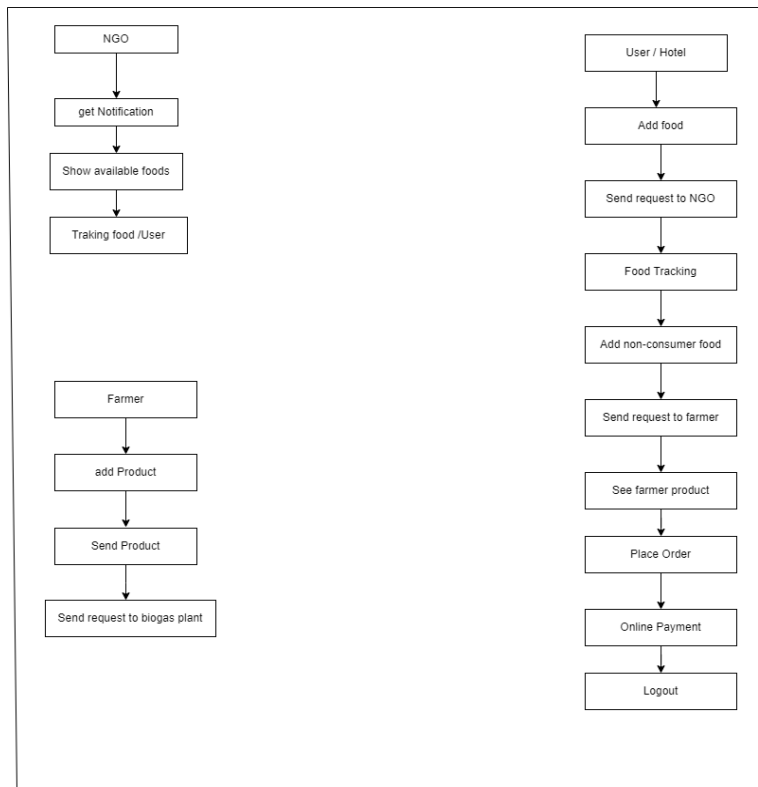 NGO
get Notification
Show available foods
Traking food /User
Farmer
add Product
Send Product
Send request to biogas plant
User / Hotel
Add food
Send request to NGO
Food Tracking
Add non-consumer food
Send request to farmer
See farmer product
Place Order
Online Payment
Logout